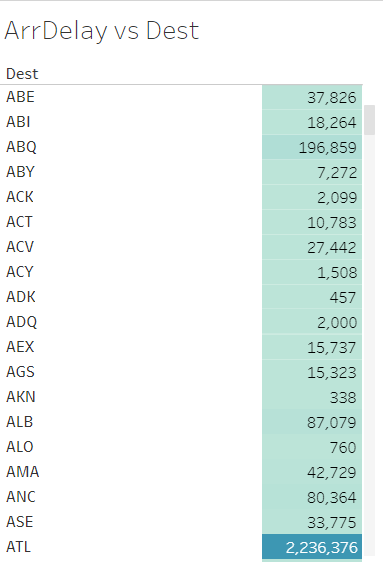 ArrDelay vs Dest
Dest
ABE 37,826
ABI 18,264
ABQ 196,859
ABY 7,272
ACK 2,099
ACT 10,783
ACV 27,442
ACY 1,508
ADK 457
ADQ 2,000
AEX 15,737
AGS 15,323
AKN 338
ALB 87,079
ALO 760
AMA 42,729
ANC 80,364
ASE 33,775
ATL 2,236,376